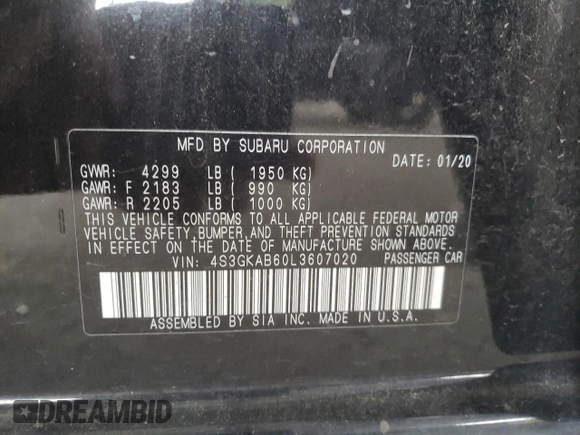 MFD BY SUBARU CORPORATION
DATE: 01/20
GVWR: 4299 LB ( 1950 KG)
GAWR: F 2183 LB ( 990 KG)
GAWR: R 2205 LB ( 1000 KG)
THIS VEHICLE CONFORMS TO ALL APPLICABLE FEDERAL MOTOR
VEHICLE SAFETY, BUMPER, AND THEFT PREVENTION STANDARDS
IN EFFECT ON THE DATE OF MANUFACTURE SHOWN ABOVE.
VIN: 4S3GKAB60L3607020 PASSENGER CAR
ASSEMBLED BY SIA INC. MADE IN U.S.A.
DREAMBID